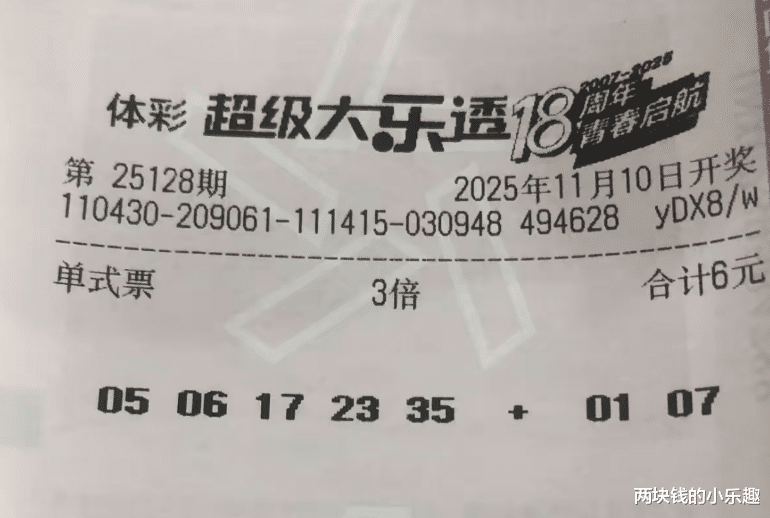 体彩 超级大乐透 18 2007-2025
周年
青春启航
第 25128期 2025年11月10日开奖
110430-209061-111415-030948 494628 yDX8/w
单式票 3倍 合计6元
05 06 17 23 35 + 01 07
两块钱的小乐趣